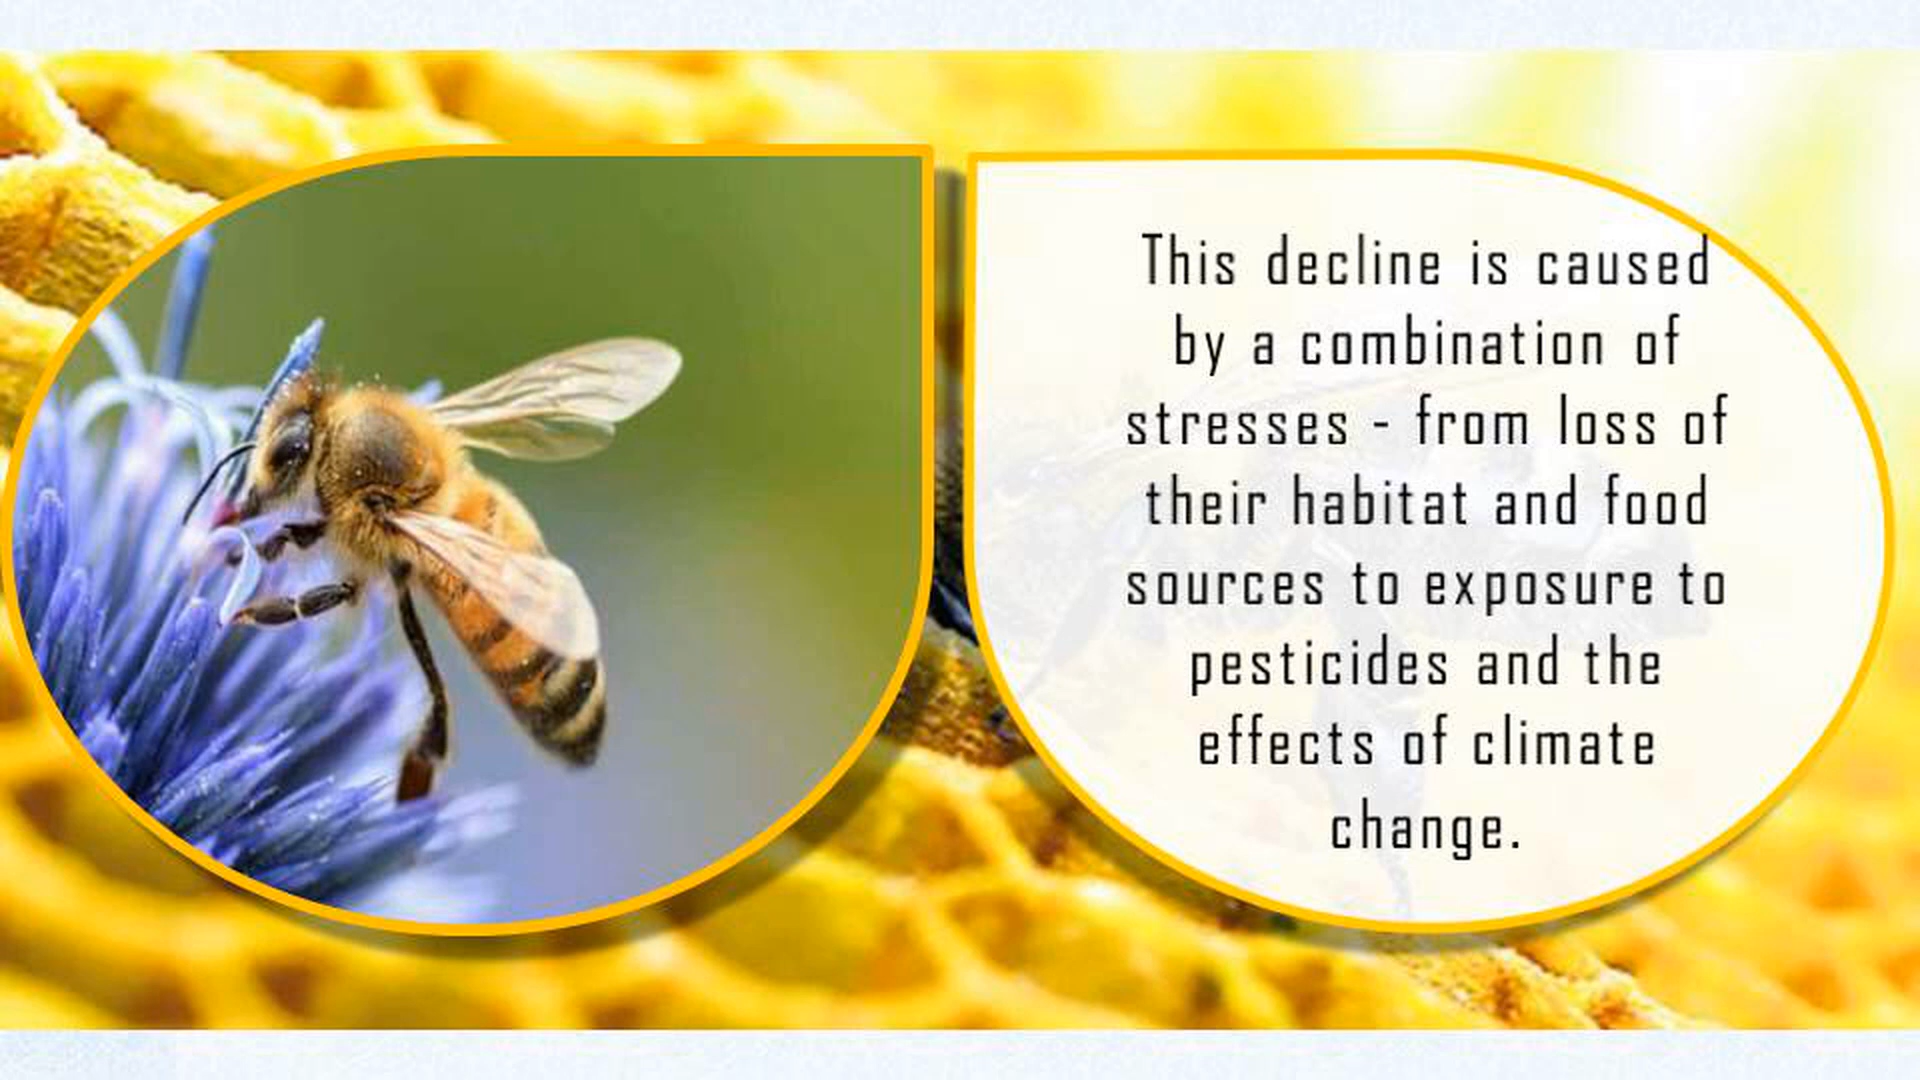 This decline is caused
by a combination of
stresses - from loss of
their habitat and food
sources to exposure to
pesticides and the
effects of climate
change.